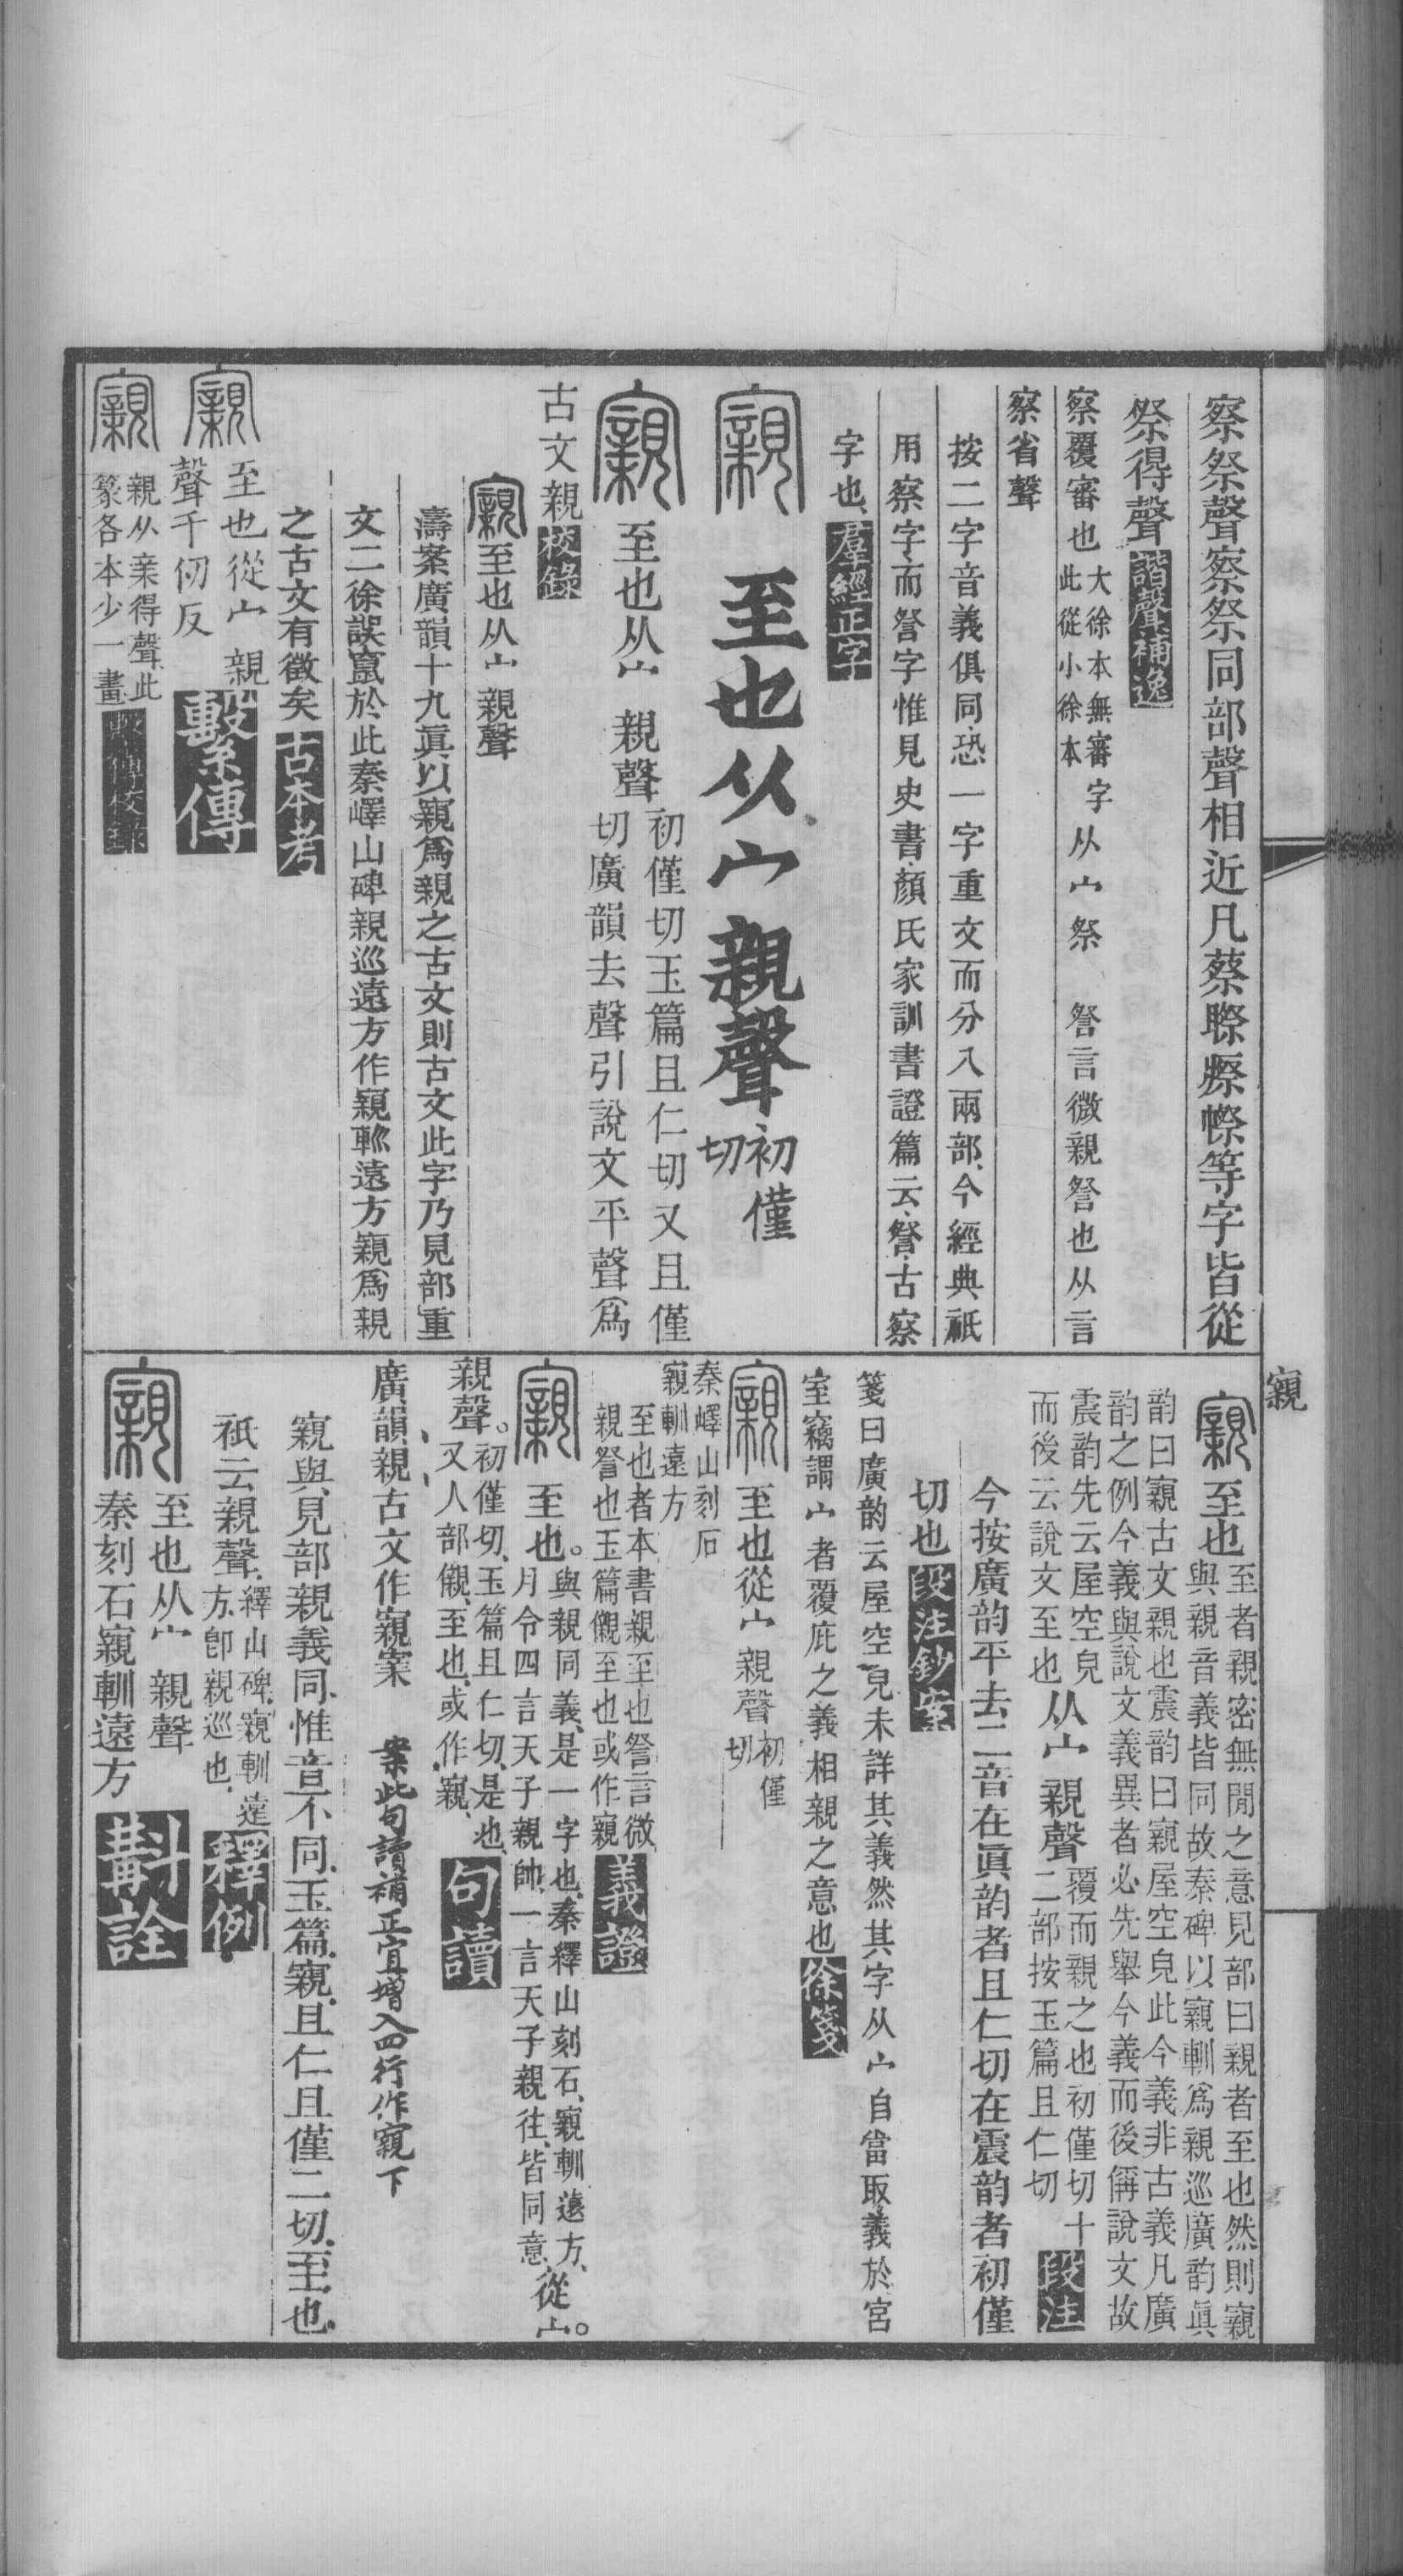 察祭聲察祭同部聲相近凡蔡瞭瘵憏等字皆從
祭得聲諧聲補逸
察覆審也大徐本無審字从宀祭　詧言微親詧也从言
此從小徐本
察省聲
按二字音義俱同恐一字重文而分入兩部今經典祇
用察字而詧字惟見史書顏氏家訓書證篇云詧古察
字也羣經正字
寴　至也从宀親聲初僅
切
寴　至也从宀親聲初僅切玉篇且仁切又且僅
切廣韻去聲引說文平聲爲
古文親校錄
寴至也从宀親聲
濤案廣韻十九眞以寴爲親之古文則古文此字乃見部重
文二徐誤竄於此秦嶧山碑親巡遠方作寴䡅遠方寴爲親
之古文有徵矣古本考
寴　至也從宀親
聲千仞反繫傳
寴　親从亲得聲此
篆各本少一畫繫傳校錄
寴
寴　至也至者親密無閒之意見部曰親者至也然則寴
與親音義皆同故秦碑以寴䡅爲親巡廣韵眞
韵曰寴古文親也震韵曰寴屋空皃此今義非古義凡廣
韵之例今義與說文義異者必先舉今義而後偁說文故
震韵先云屋空皃
而後云說文至也从宀親聲覆而親之也初僅切十
二部按玉篇且仁切段注
今按廣韵平去二音在眞韵者且仁切在震韵者初僅
切也段注鈔案
箋曰廣韵云屋空皃未詳其義然其字从宀自當取義於宮
室竊謂宀者覆庇之義相親之意也徐箋
寴　至也從宀親聲初僅
切
秦嶧山刻石
寴䡅遠方
至也者本書親至也詧言微
親詧也玉篇儭至也或作寴義證
寴　至也。與親同義是一字也秦繹山刻石寴䡅遠方
月令四言天子親帥一言天子親往皆同意從宀。
親聲。初僅切玉篇且仁切是也
又人部儭至也或作寴句讀
廣韻親古文作寴案　案此句讀補正宜增入四行作寴下
寴與見部親義同惟音不同玉篇寴且仁且僅二切至也
祇云親聲繹山碑寴䡅遠
方卽親巡也釋例
寴　至也从宀親聲
秦刻石寴䡅遠方斠詮